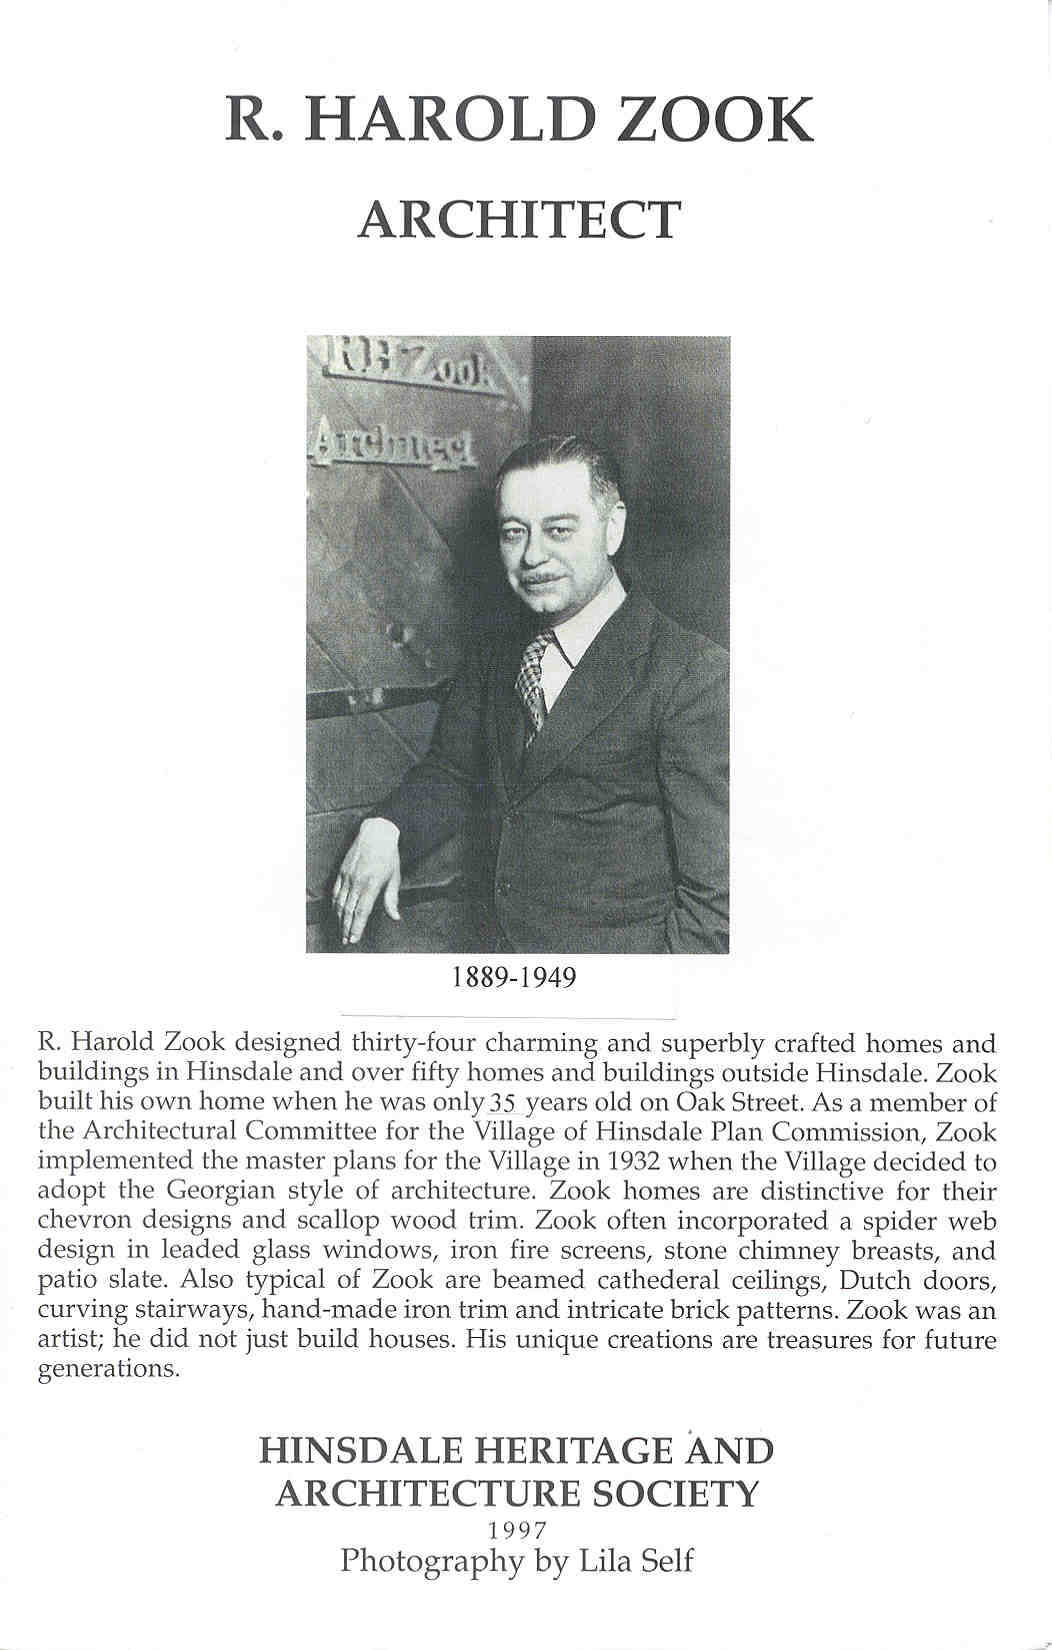 R. HAROLD ZOOK
ARCHITECT
RH Zook
Architect
1889-1949
R. Harold Zook designed thirty-four charming and superbly crafted homes and
buildings in Hinsdale and over fifty homes and buildings outside Hinsdale. Zook
built his own home when he was only 35 years old on Oak Street. As a member of
the Architectural Committee for the Village of Hinsdale Plan Commission, Zook
implemented the master plans for the Village in 1932 when the Village decided to
adopt the Georgian style of architecture. Zook homes are distinctive for their
chevron designs and scallop wood trim. Zook often incorporated a spider web
design in leaded glass windows, iron fire screens, stone chimney breasts, and
patio slate. Also typical of Zook are beamed cathederal ceilings, Dutch doors,
curving stairways, hand-made iron trim and intricate brick patterns. Zook was an
artist; he did not just build houses. His unique creations are treasures for future
generations.
HINSDALE HERITAGE AND
ARCHITECTURE SOCIETY
1997
Photography by Lila Self